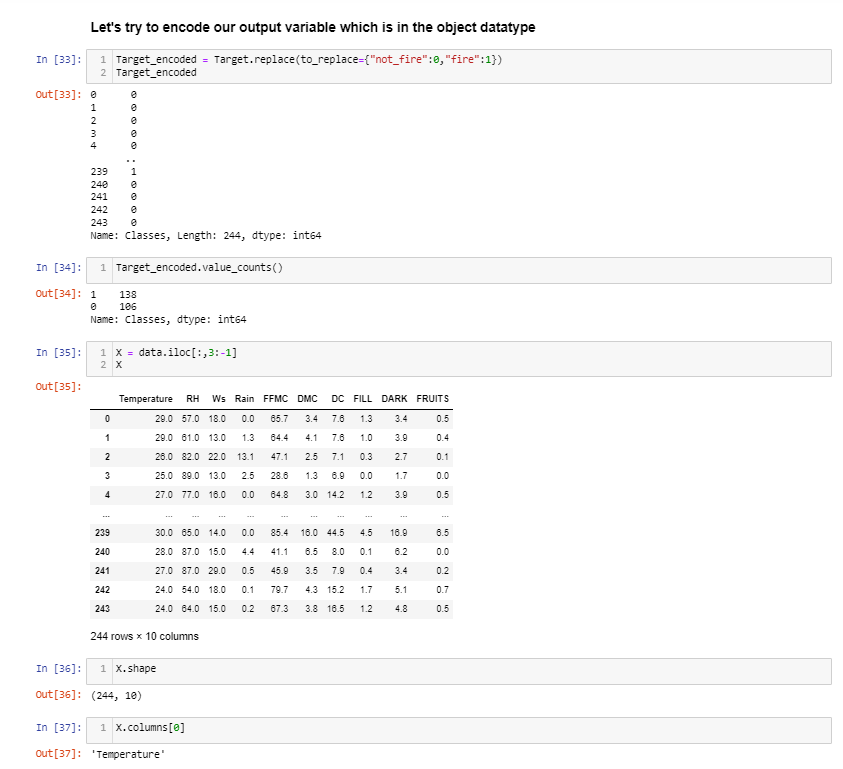 Let's try to encode our output variable which is in the object datatype
In [33]: 1 Target_encoded = Target.replace(to_replace={"not_fire":0,"fire":1})
2 Target_encoded
Out[33]: 0 0
1 0
2 0
3 0
4 0
..
239 1
240 0
241 0
242 0
243 0
Name: Classes, Length: 244, dtype: int64
In [34]: 1 Target_encoded.value_counts()
Out[34]: 1 138
0 106
Name: Classes, dtype: int64
In [35]: 1 X = data.iloc[:,3:-1]
2 X
Out[35]:
Temperature RH Ws Rain FFMC DMC DC FILL DARK FRUITS
0 29.0 57.0 18.0 0.0 65.7 3.4 7.6 1.3 3.4 0.5
1 29.0 61.0 13.0 1.3 64.4 4.1 7.6 1.0 3.9 0.4
2 26.0 82.0 22.0 13.1 47.1 2.5 7.1 0.3 2.7 0.1
3 25.0 89.0 13.0 2.5 28.6 1.3 6.9 0.0 1.7 0.0
4 27.0 77.0 16.0 0.0 64.8 3.0 14.2 1.2 3.9 0.5
... ... ... ... ... ... ... ... ... ... ...
239 30.0 65.0 14.0 0.0 85.4 16.0 44.5 4.5 16.9 6.5
240 28.0 87.0 15.0 4.4 41.1 6.5 8.0 0.1 6.2 0.0
241 27.0 87.0 29.0 0.5 45.9 3.5 7.9 0.4 3.4 0.2
242 24.0 54.0 18.0 0.1 79.7 4.3 15.2 1.7 5.1 0.7
243 24.0 64.0 15.0 0.2 67.3 3.8 16.5 1.2 4.8 0.5
244 rows × 10 columns
In [36]: 1 X.shape
Out[36]: (244, 10)
In [37]: 1 X.columns[0]
Out[37]: 'Temperature'